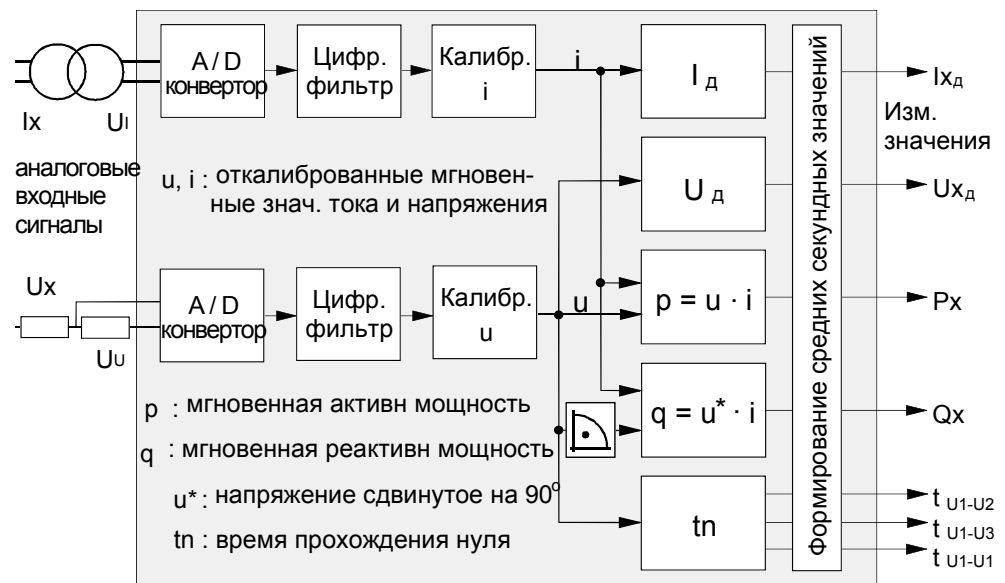 A / D
конвертор
Цифр.
фильтр
Калибр.
i
i
I д
Ixд
Ix
UI
Изм.
значения
аналоговые
входные
сигналы
u, i : откалиброванные мгновен-
ные знач. тока и напряжения
U д
Uxд
Ux
UU
A / D
конвертор
Цифр.
фильтр
Калибр.
u
u
p = u · i
Px
p : мгновенная активн мощность
q : мгновенная реактивн мощность
u* : напряжение сдвинутое на 90°
tn : время прохождения нуля
q = u* · i
Qx
tn
t U1-U2
t U1-U3
t U1-U1
Формирование средних секундных значений